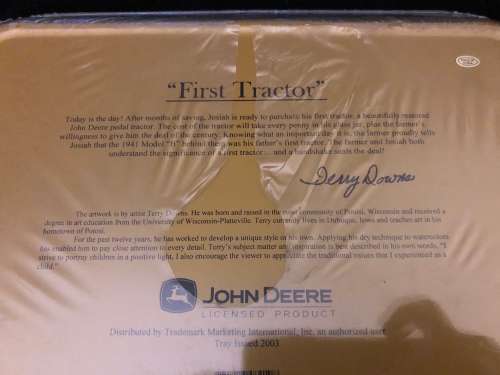 "First Tractor"
Today is the day! After months of saving, Josiah is ready to purchase his first tractor, a beautifully restored
John Deere pedal tractor. The cost of the tractor will take every penny in his glass jar, plus the farmer's
willingness to give him the deal of the century. Knowing what an important day it is, the farmer proudly tells
Josiah that the 1941 Model "B" behind them was his father's first tractor. The farmer and Josiah both
understand the significance of a first tractor… and a handshake seals the deal!
Terry Downs
The artwork is by artist Terry Downs. He was born and raised in the rural community of Potosi, Wisconsin and received a
degree in art education from the University of Wisconsin-Platteville. Terry currently lives in Dubuque, Iowa and teaches art in his
hometown of Potosi.
For the past twelve years, he has worked to develop a unique style in his own. Applying his dry technique to watercolors
has enabled him to pay close attention to every detail. Terry's subject matter and inspiration is best described in his own words, "I
strive to portray children in a positive light, I also encourage the viewer to appreciate the traditional values that I experienced as a
child."
JOHN DEERE
LICENSED PRODUCT
Distributed by Trademark Marketing International, Inc. an authorized user
Tray Issued 2003